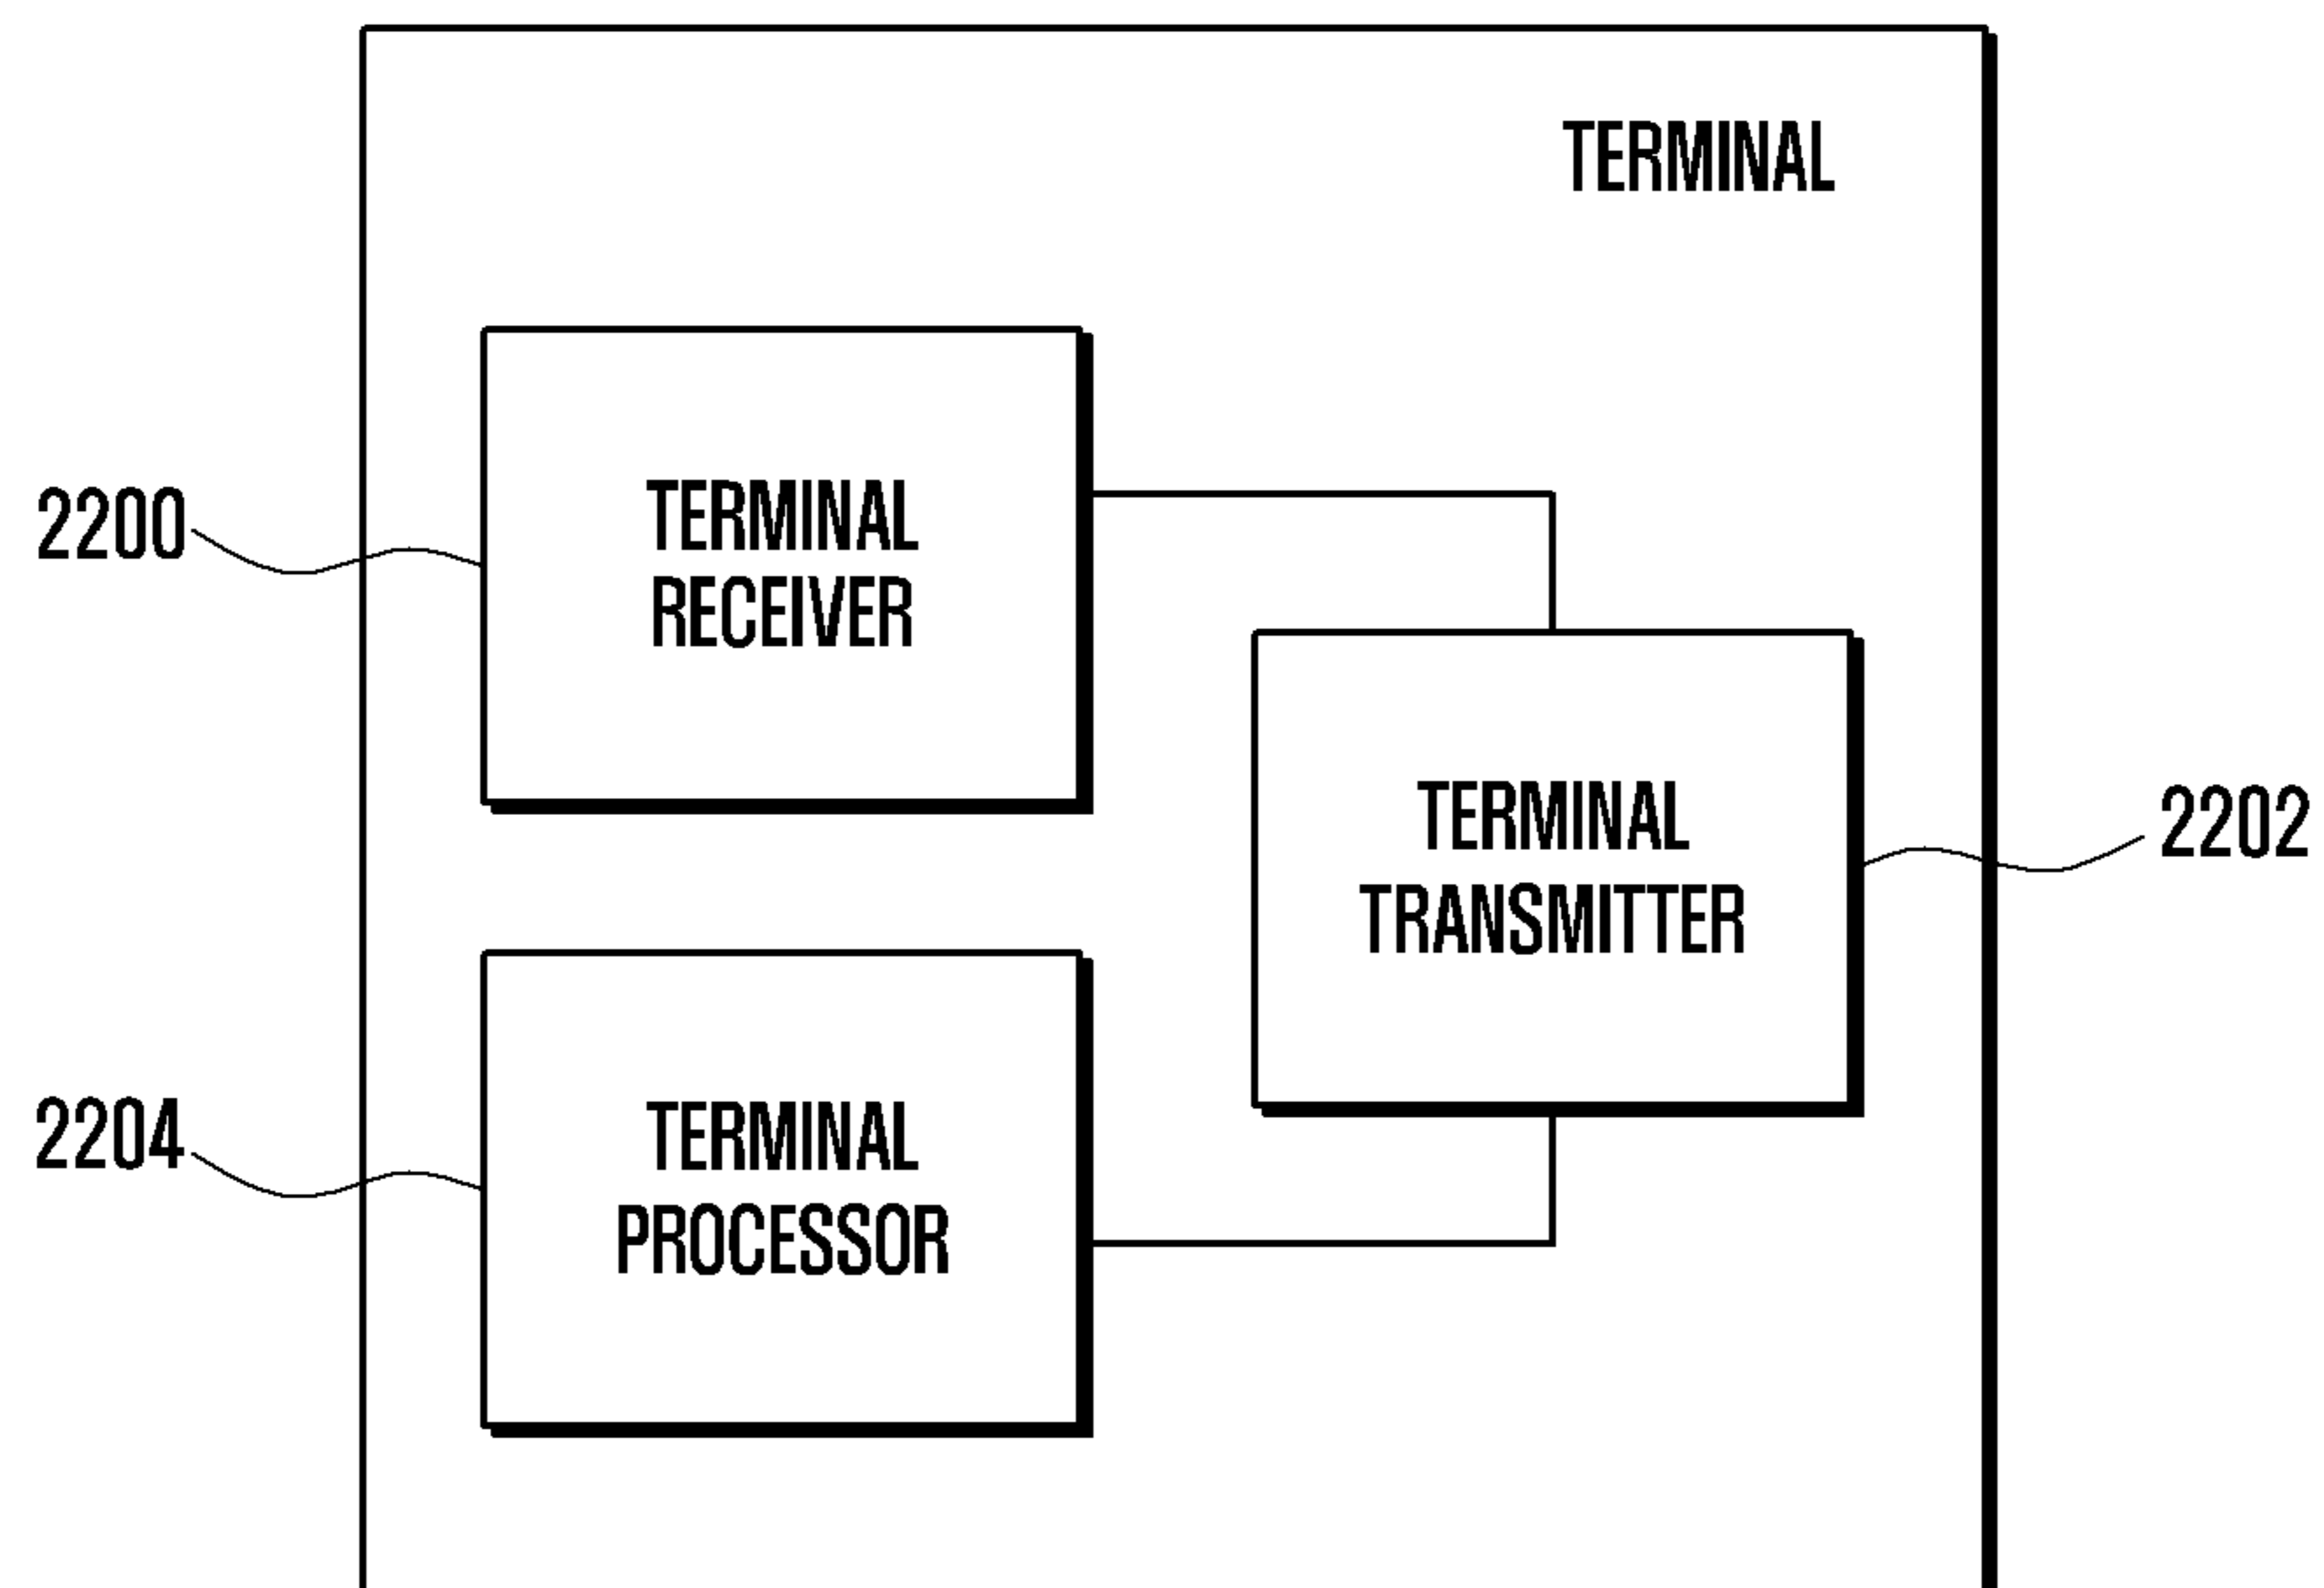 TERMINAL
2200
TERMINAL
RECEIVER
TERMINAL
TRANSMITTER
2202
2204
TERMINAL
PROCESSOR